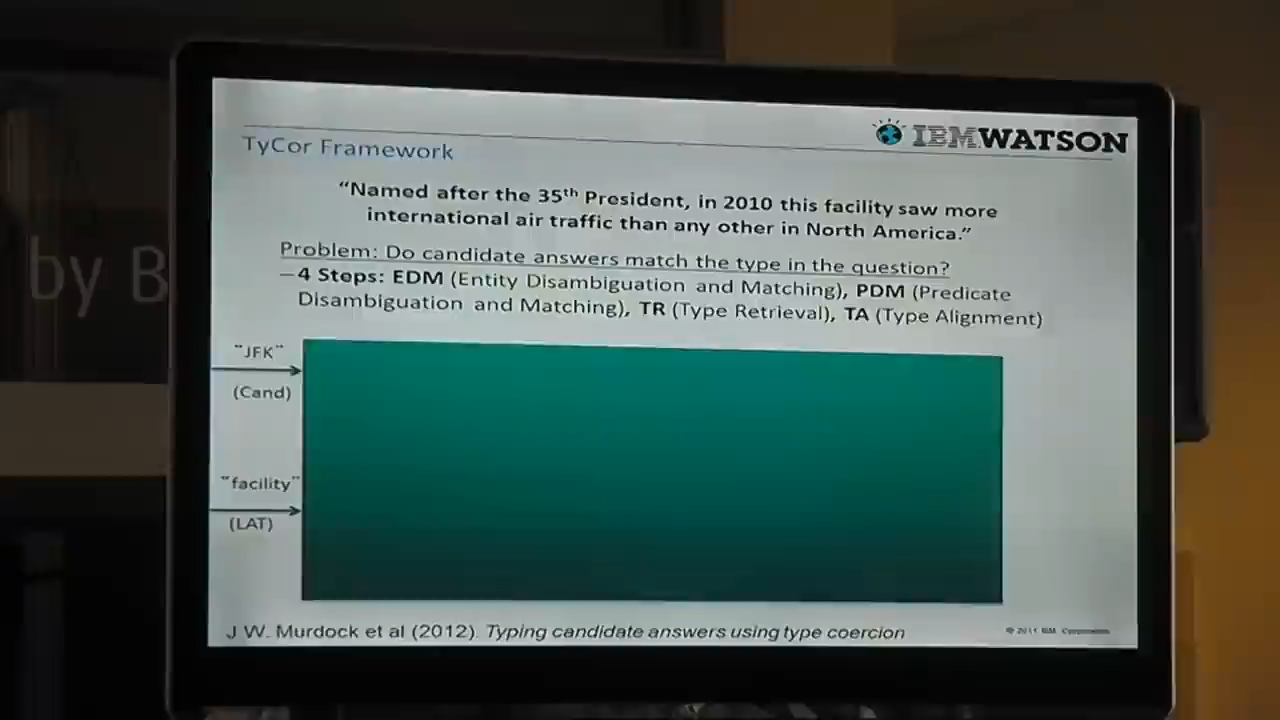 IBM WATSON
TyCor Framework
“Named after the 35th President, in 2010 this facility saw more
international air traffic than any other in North America.”
Problem: Do candidate answers match the type in the question?
–4 Steps: EDM (Entity Disambiguation and Matching), PDM (Predicate
Disambiguation and Matching), TR (Type Retrieval), TA (Type Alignment)
by B
“JFK”
(Cand)
“facility”
(LAT)
J W. Murdock et al (2012). Typing candidate answers using type coercion
© 2011 IBM Corporation